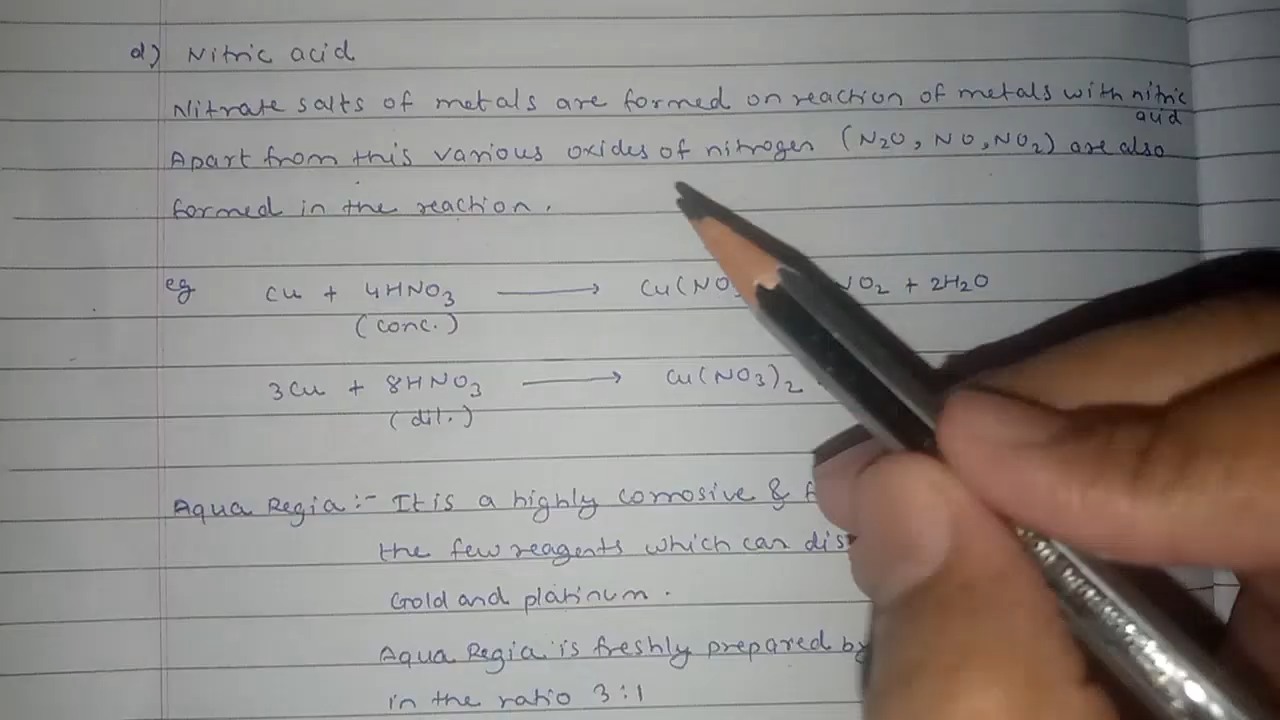 d) Nitric acid
Nitrate salts of metals are formed on reaction of metals with nitric
acid
Apart from this various oxides of nitrogen (N2O, NO, NO2) are also
formed in the reaction.
eg Cu + 4HNO3 ⟶ Cu(NO NO2 + 2H2O
(conc.)
3Cu + 8HNO3 ⟶ Cu(NO3)2
(dil.)
Aqua Regia :- It is a highly corrosive &
the few reagents which can
Gold and platinum.
Aqua Regia is freshly prepared by
in the ratio 3:1